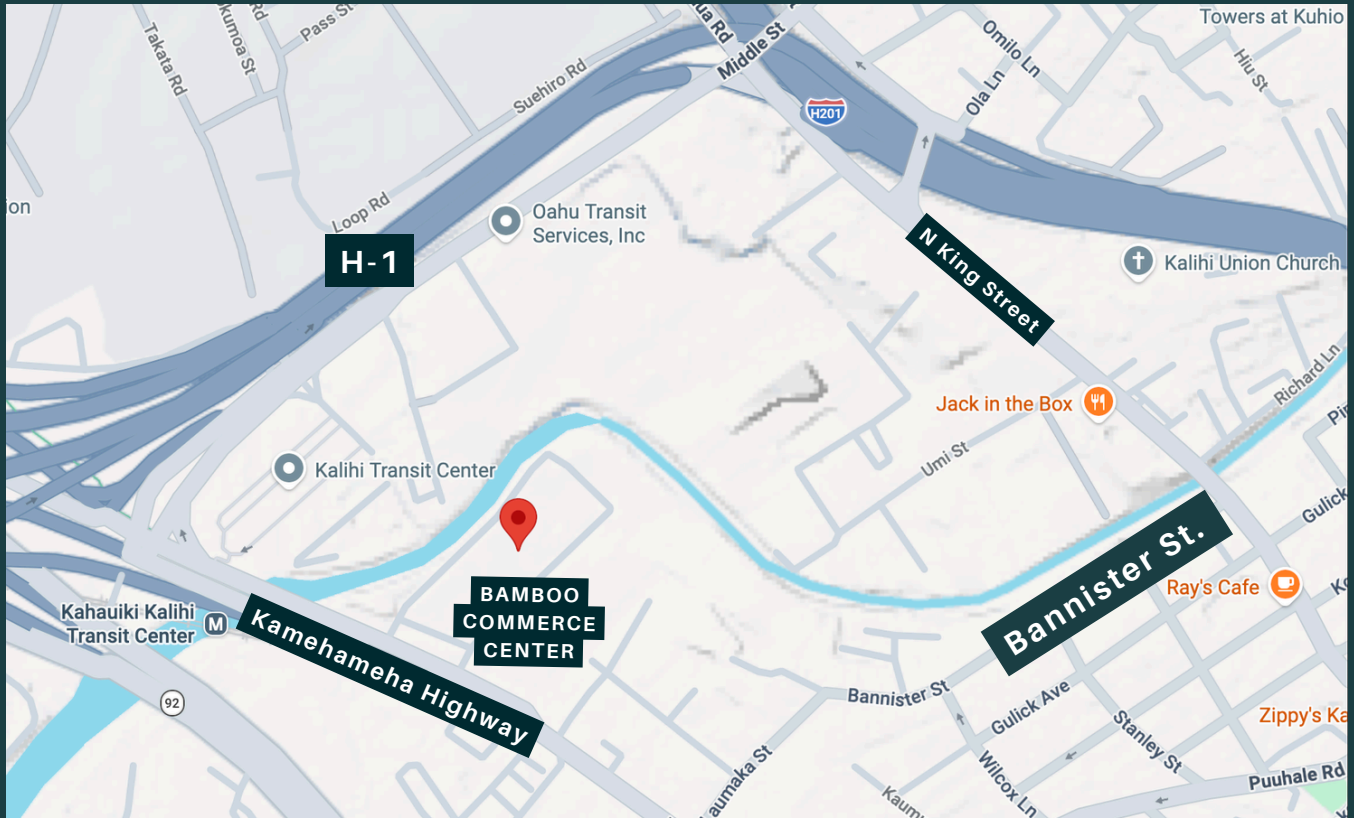 Takata Rd
Pass St
Towers at Kuhio
Middle St
Omilo Ln
Hiu St
Suehiro Rd
Ola Ln
H201
Loop Rd
Oahu Transit
Services, Inc
H-1
N King Street
Kalihi Union Church
Richard Ln
Jack in the Box
Umi St
Kalihi Transit Center
Gulick
Bannister St.
Ray's Cafe
BAMBOO
COMMERCE
CENTER
Kahauiki Kalihi
Transit Center
M
Kamehameha Highway
92
Bannister St
Gulick Ave
Zippy's Ka
Stanley St
Wilcox Ln
Puuhale Rd